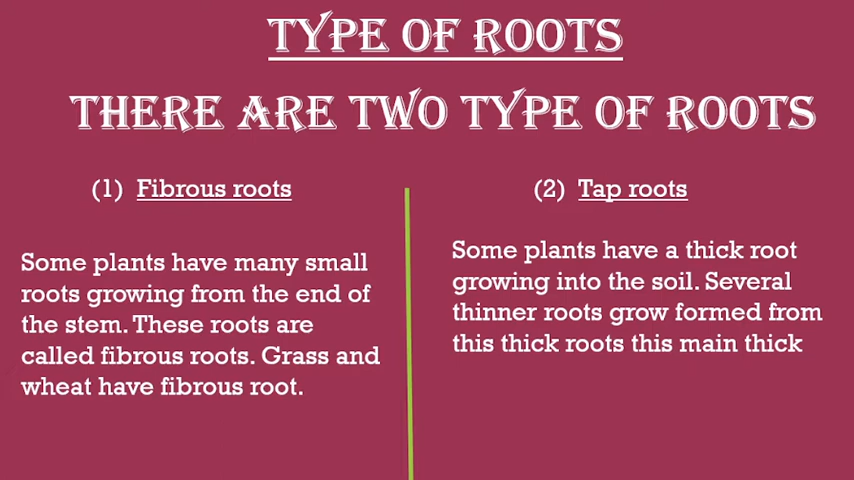 TYPE OF ROOTS
THERE ARE TWO TYPE OF ROOTS
(1) Fibrous roots
Some plants have many small
roots growing from the end of
the stem. These roots are
called fibrous roots. Grass and
wheat have fibrous root.
(2) Tap roots
Some plants have a thick root
growing into the soil. Several
thinner roots grow formed from
this thick roots this main thick